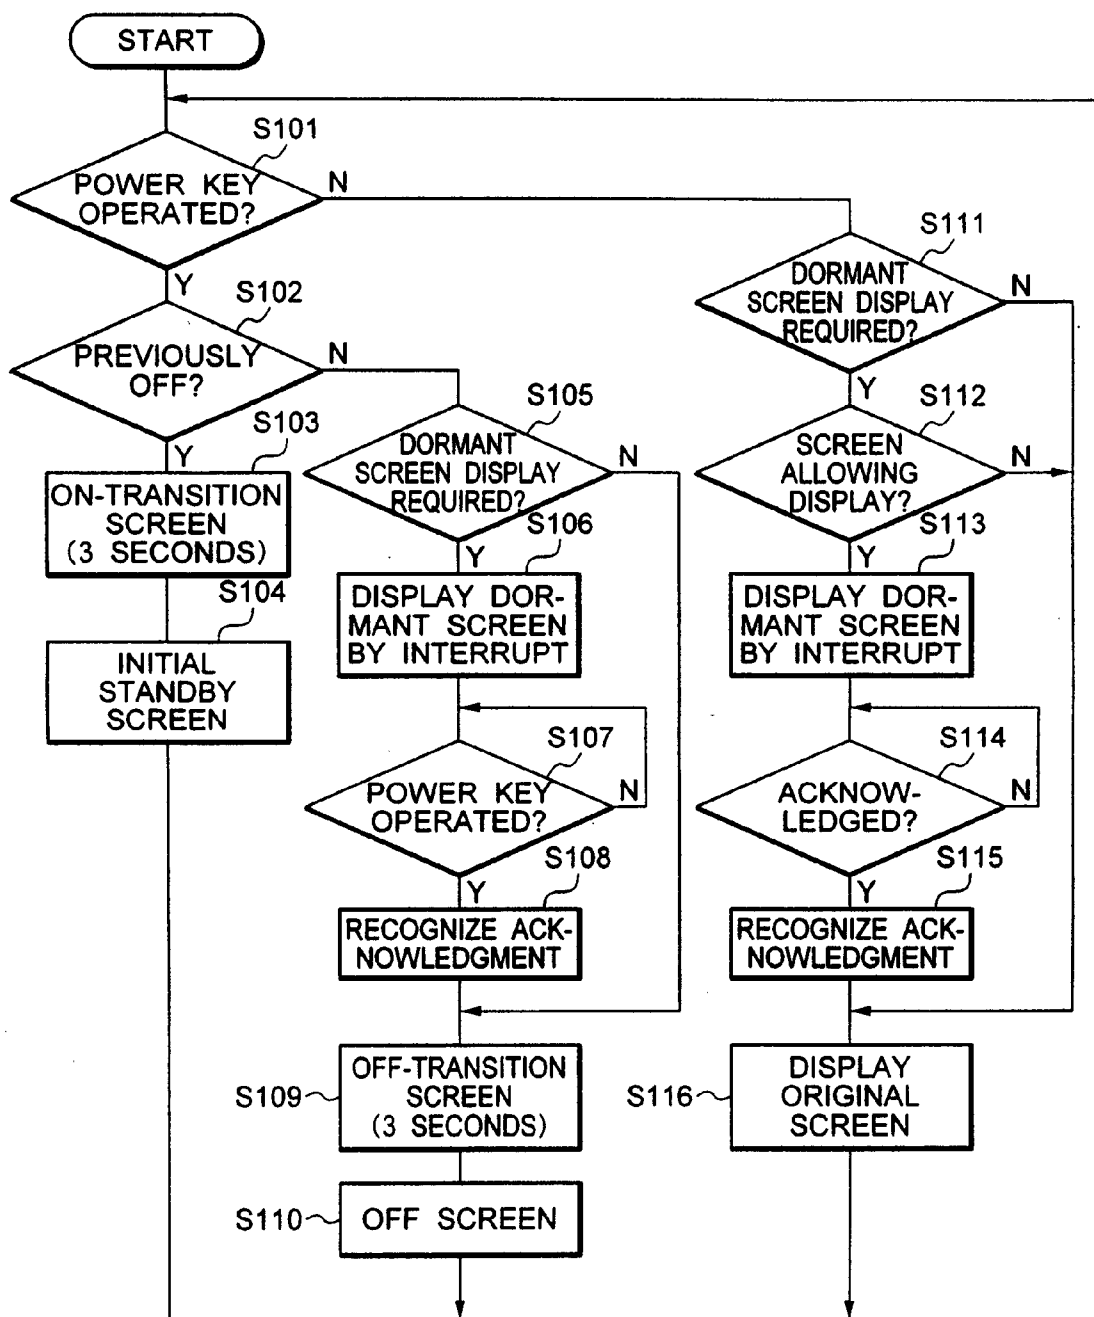 START
S101
POWER KEY
OPERATED?
N
Y
S102
PREVIOUSLY
OFF?
N
Y
S103
ON-TRANSITION
SCREEN
(3 SECONDS)
S104
INITIAL
STANDBY
SCREEN
S105
DORMANT
SCREEN DISPLAY
REQUIRED?
N
Y
S106
DISPLAY DOR-
MANT SCREEN
BY INTERRUPT
S107
POWER KEY
OPERATED?
N
Y
S108
RECOGNIZE ACK-
NOWLEDGMENT
S109
OFF-TRANSITION
SCREEN
(3 SECONDS)
S110
OFF SCREEN
S111
DORMANT
SCREEN DISPLAY
REQUIRED?
N
Y
S112
SCREEN
ALLOWING
DISPLAY?
N
Y
S113
DISPLAY DOR-
MANT SCREEN
BY INTERRUPT
S114
ACKNOW-
LEDGED?
N
Y
S115
RECOGNIZE ACK-
NOWLEDGMENT
S116
DISPLAY
ORIGINAL
SCREEN